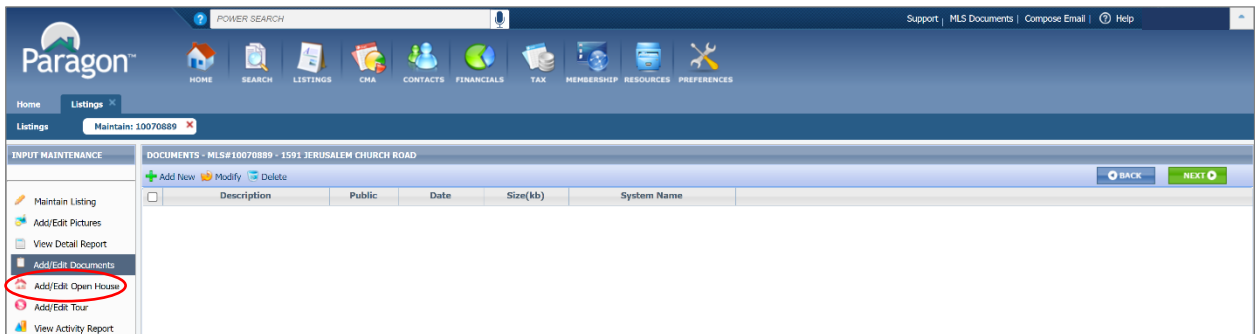 POWER SEARCH
Support | MLS Documents | Compose Email | Help
Paragon™
HOME SEARCH LISTINGS CMA CONTACTS FINANCIALS TAX MEMBERSHIP RESOURCES PREFERENCES
Home Listings
Listings Maintain: 10070889
INPUT MAINTENANCE
DOCUMENTS - MLS#10070889 - 1591 JERUSALEM CHURCH ROAD
Add New Modify Delete
BACK NEXT
Description Public Date Size(kb) System Name
Maintain Listing
Add/Edit Pictures
View Detail Report
Add/Edit Documents
Add/Edit Open House
Add/Edit Tour
View Activity Report